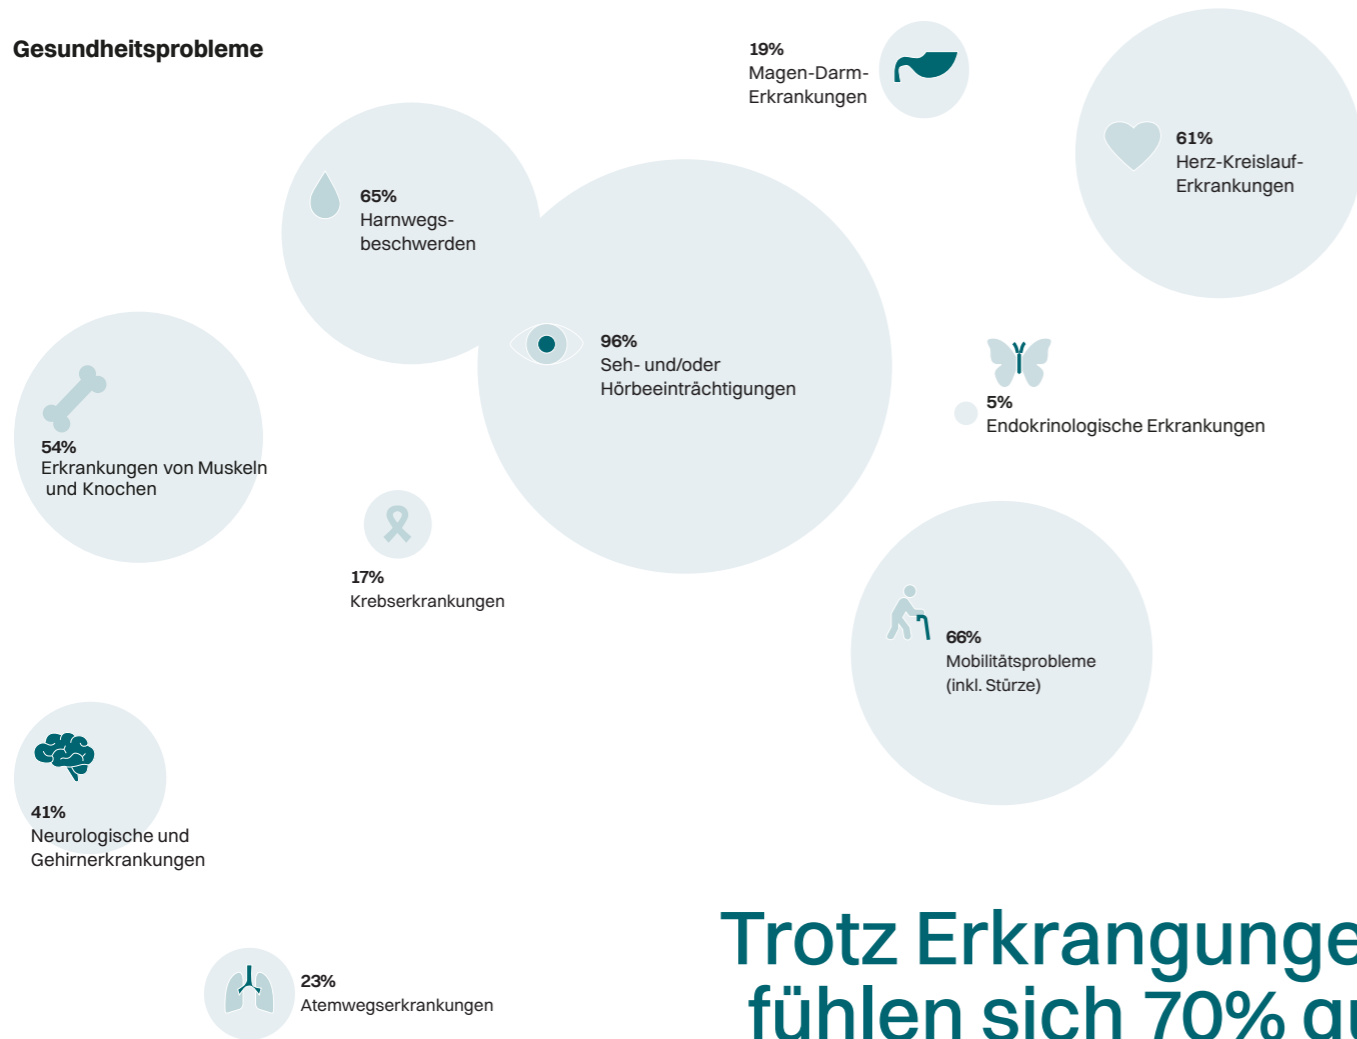 Gesundheitsprobleme
19%
Magen-Darm-
Erkrankungen
61%
Herz-Kreislauf-
Erkrankungen
65%
Harnwegs-
beschwerden
96%
Seh- und/oder
Hörbeeinträchtigungen
5%
Endokrinologische Erkrankungen
54%
Erkrankungen von Muskeln
und Knochen
17%
Krebserkrankungen
66%
Mobilitätsprobleme
(inkl. Stürze)
41%
Neurologische und
Gehirnerkrankungen
23%
Atemwegserkrankungen
Trotz Erkrangunge
fühlen sich 70% gu